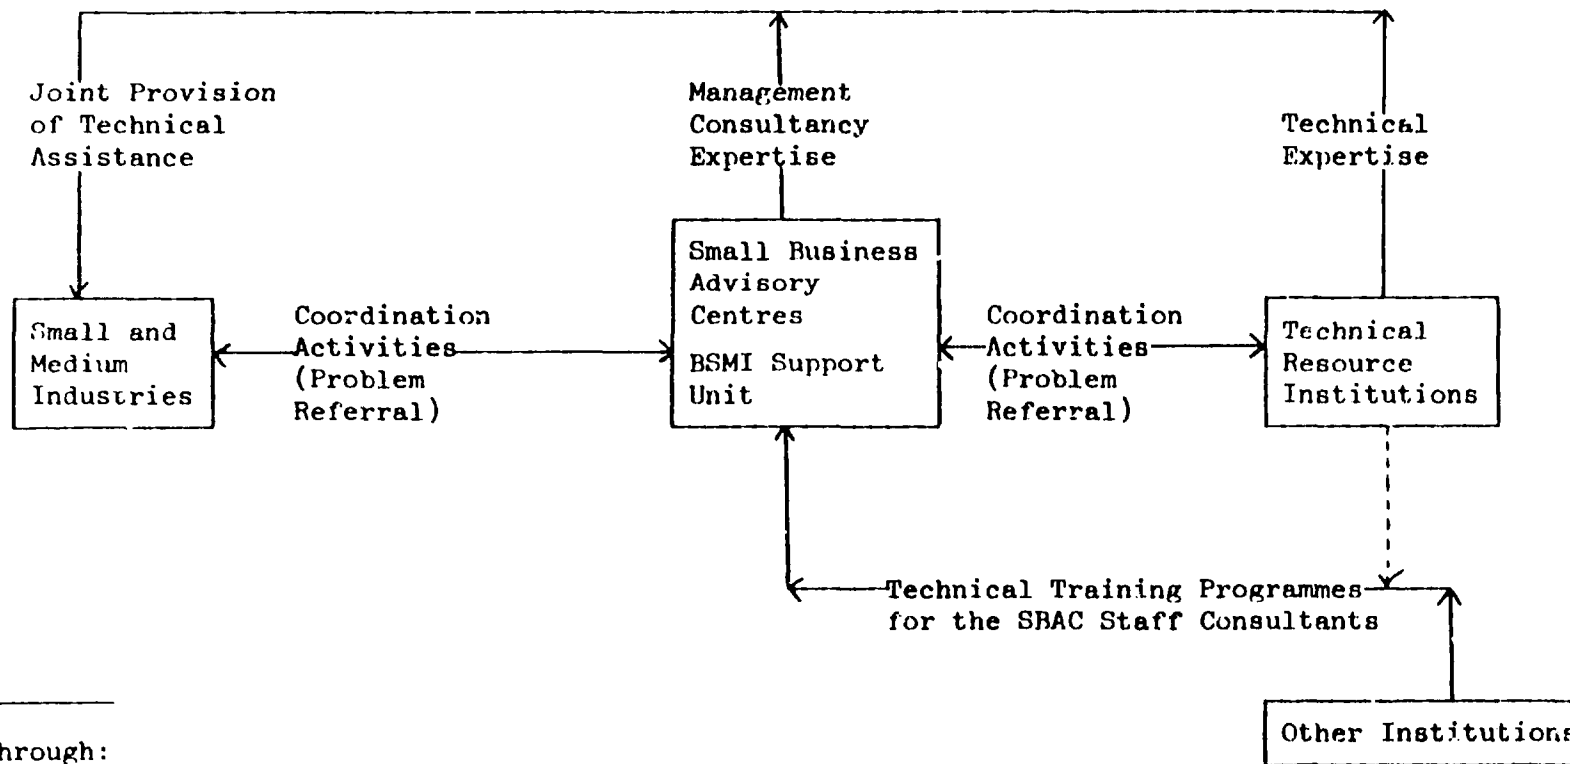 Joint Provision
of Technical
Assistance
Management
Consultancy
Expertise
Technical
Expertise
Small and
Medium
Industries
Coordination
Activities
(Problem
Referral)
Small Business
Advisory
Centres
BSMI Support
Unit
Coordination
Activities
(Problem
Referral)
Technical
Resource
Institutions
Technical Training Programmes
for the SBAC Staff Consultants
hrough:
Other Institutions